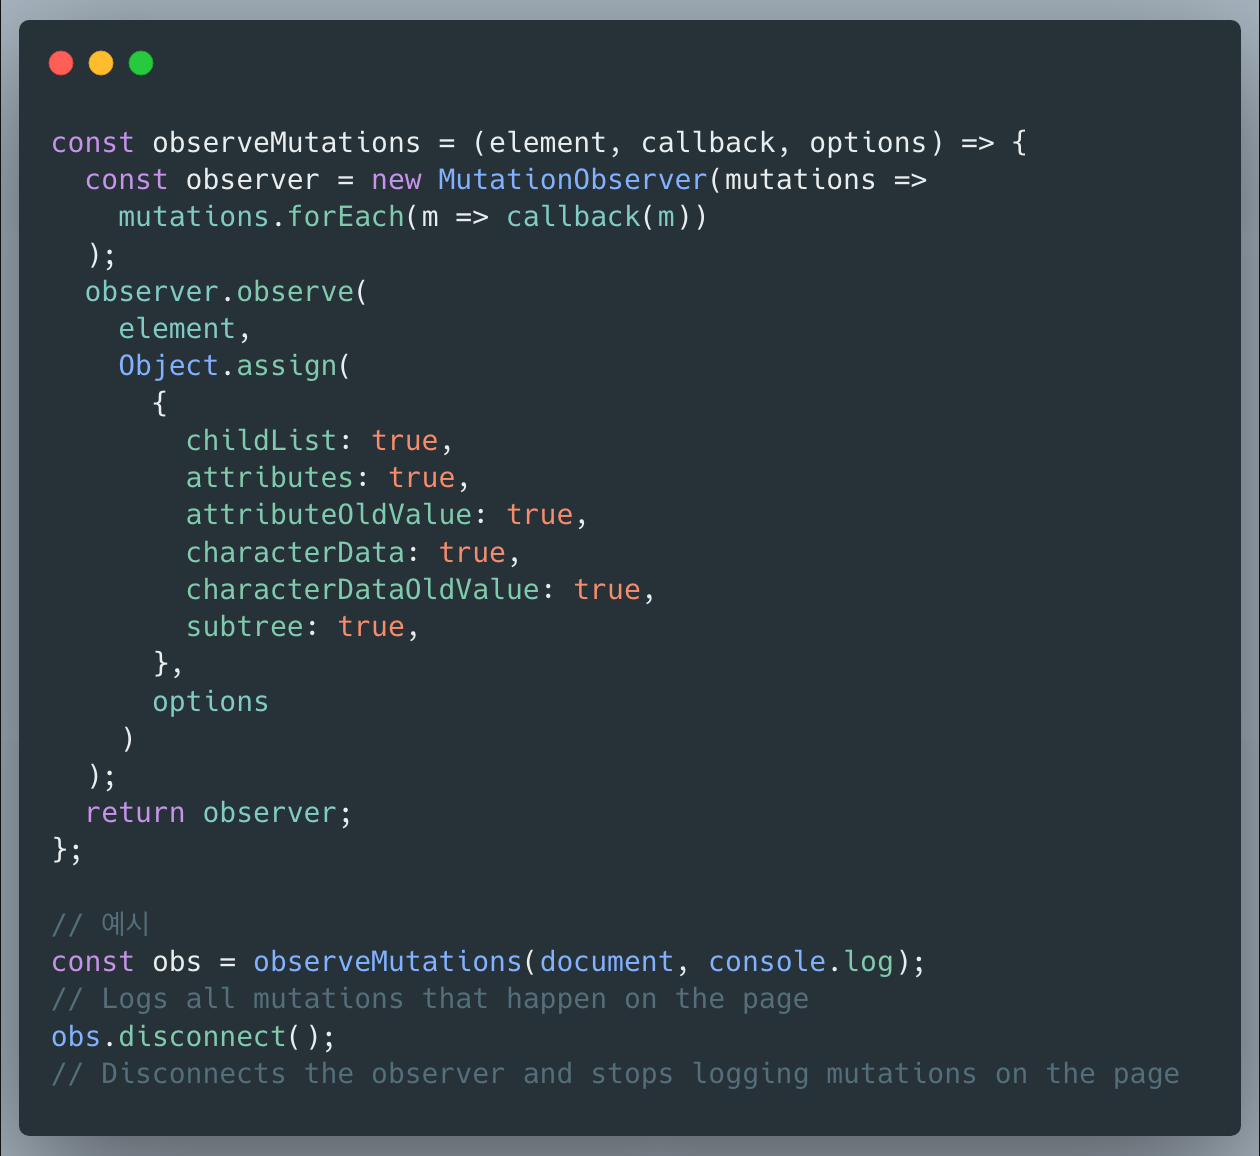 const observeMutations = (element, callback, options) => {
  const observer = new MutationObserver(mutations =>
    mutations.forEach(m => callback(m))
  );
  observer.observe(
    element,
    Object.assign(
      {
        childList: true,
        attributes: true,
        attributeOldValue: true,
        characterData: true,
        characterDataOldValue: true,
        subtree: true,
      },
      options
    )
  );
  return observer;
};

// 예시
const obs = observeMutations(document, console.log);
// Logs all mutations that happen on the page
obs.disconnect();
// Disconnects the observer and stops logging mutations on the page